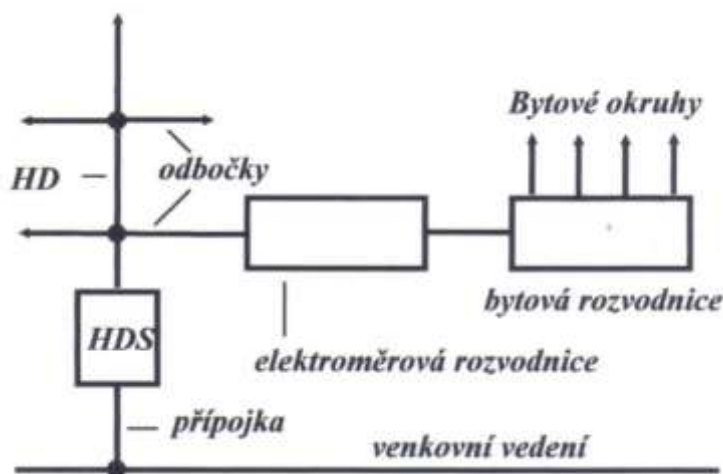 Bytové okruhy
HD
odbočky
bytová rozvodnice
HDS
elektroměrová rozvodnice
přípojka
venkovní vedení